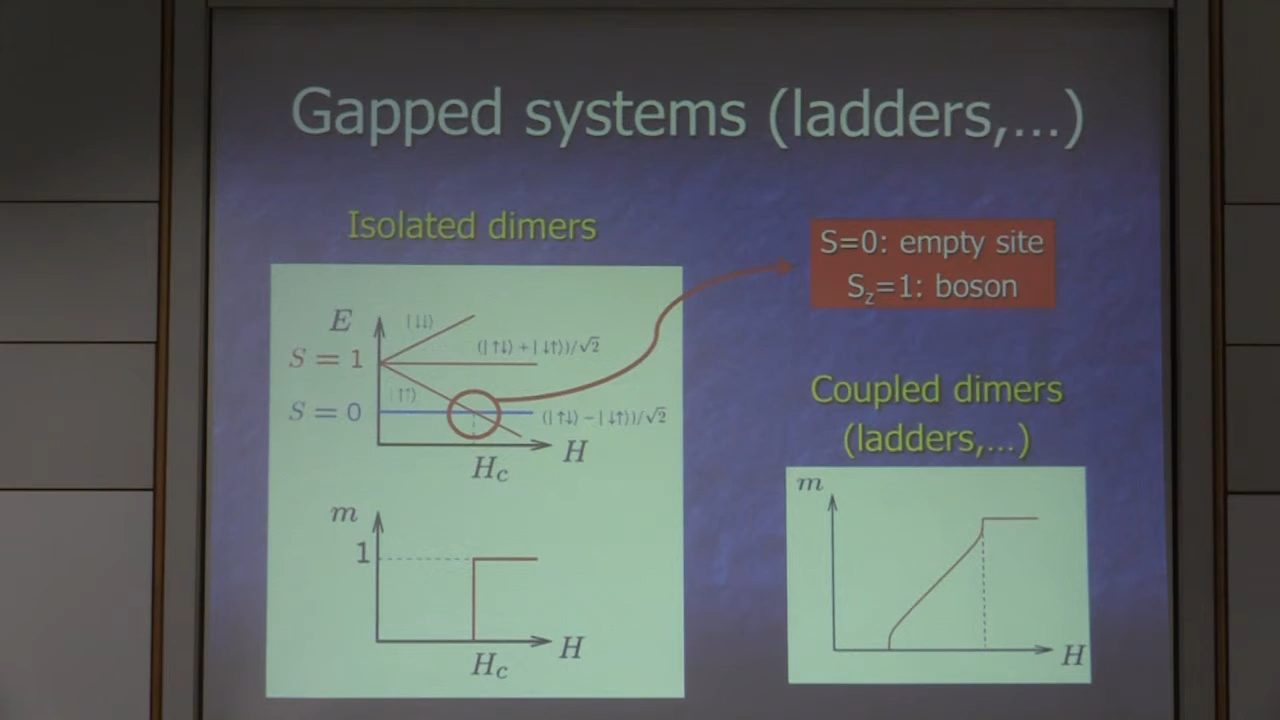 Gapped systems (ladders,...)
Isolated dimers
S=0: empty site
S_z=1: boson
E
|↓↓⟩
(|↑↓⟩ + |↓↑⟩)/√2
S = 1
|↑↑⟩
S = 0
(|↑↓⟩ − |↓↑⟩)/√2
H
H_c
m
1
H
H_c
Coupled dimers
(ladders,...)
m
H